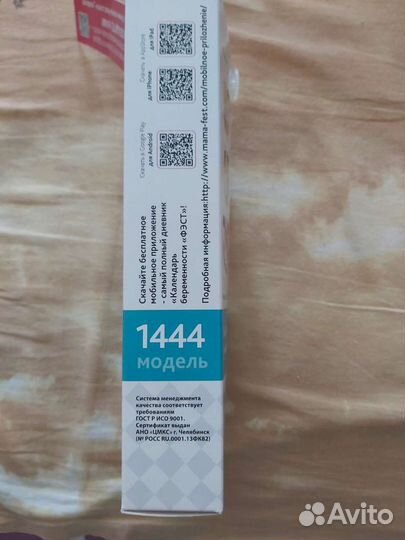 Скачайте бесплатное
мобильное приложение
- самый полный дневник
«Календарь
беременности «ФЭСТ»!
Подробная информация:http://www.mama-fest.com/mobilnoe-prilozhenie/
Скачать в Google Play
для Android
Скачать в AppStore
для iPhone
для iPad
1444
модель
Система менеджмента
качества соответствует
требованиям
ГОСТ Р ИСО 9001.
Сертификат выдан
АНО «ЦМКС» г. Челябинск
(№ РОСС RU.0001.13ФК82)
Avito